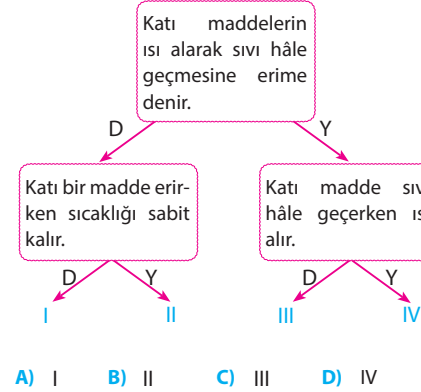 Katı maddelerin
ısı alarak sıvı hâle
geçmesine erime
denir.
D Y
Katı bir madde erir-
ken sıcaklığı sabit
kalır.
Katı madde
hâle geçerken
alır.
D Y D Y
I II III IV
A) I B) II C) III D) IV